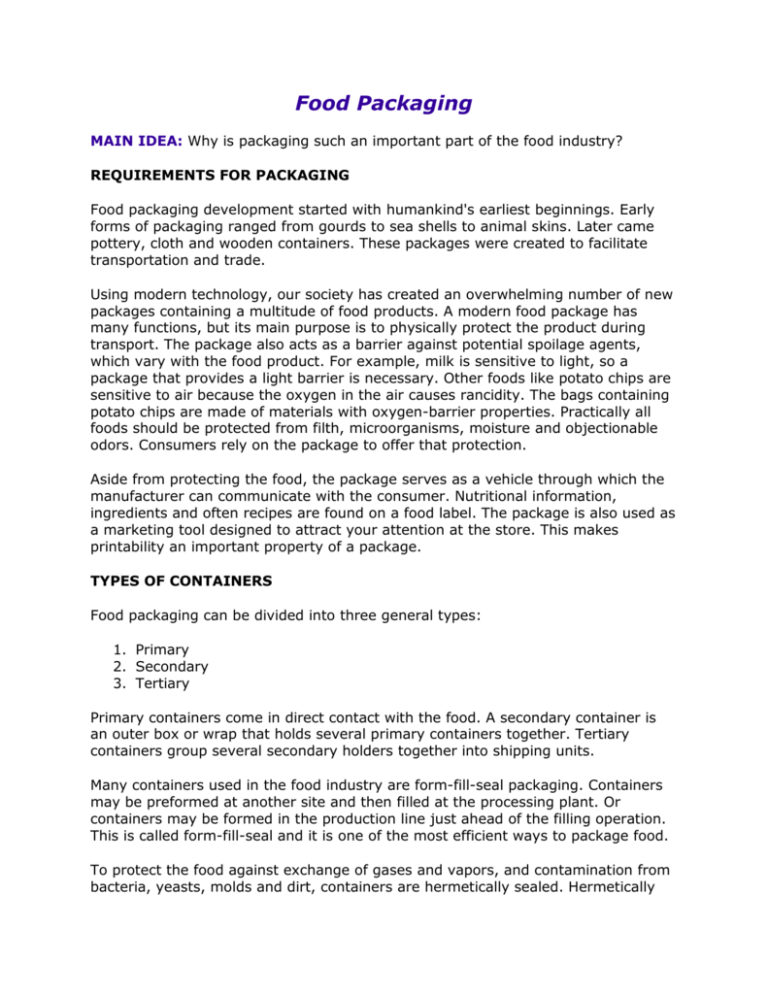 Food Packaging
MAIN IDEA: Why is packaging such an important part of the food industry?
REQUIREMENTS FOR PACKAGING
Food packaging development started with humankind's earliest beginnings. Early
forms of packaging ranged from gourds to sea shells to animal skins. Later came
pottery, cloth and wooden containers. These packages were created to facilitate
transportation and trade.
Using modern technology, our society has created an overwhelming number of new
packages containing a multitude of food products. A modern food package has
many functions, but its main purpose is to physically protect the product during
transport. The package also acts as a barrier against potential spoilage agents,
which vary with the food product. For example, milk is sensitive to light, so a
package that provides a light barrier is necessary. Other foods like potato chips are
sensitive to air because the oxygen in the air causes rancidity. The bags containing
potato chips are made of materials with oxygen-barrier properties. Practically all
foods should be protected from filth, microorganisms, moisture and objectionable
odors. Consumers rely on the package to offer that protection.
Aside from protecting the food, the package serves as a vehicle through which the
manufacturer can communicate with the consumer. Nutritional information,
ingredients and often recipes are found on a food label. The package is also used as
a marketing tool designed to attract your attention at the store. This makes
printability an important property of a package.
TYPES OF CONTAINERS
Food packaging can be divided into three general types:
1. Primary
2. Secondary
3. Tertiary
Primary containers come in direct contact with the food. A secondary container is
an outer box or wrap that holds several primary containers together. Tertiary
containers group several secondary holders together into shipping units.
Many containers used in the food industry are form-fill-seal packaging. Containers
may be preformed at another site and then filled at the processing plant. Or
containers may be formed in the production line just ahead of the filling operation.
This is called form-fill-seal and it is one of the most efficient ways to package food.
To protect the food against exchange of gases and vapors, and contamination from
bacteria, yeasts, molds and dirt, containers are hermetically sealed. Hermetically